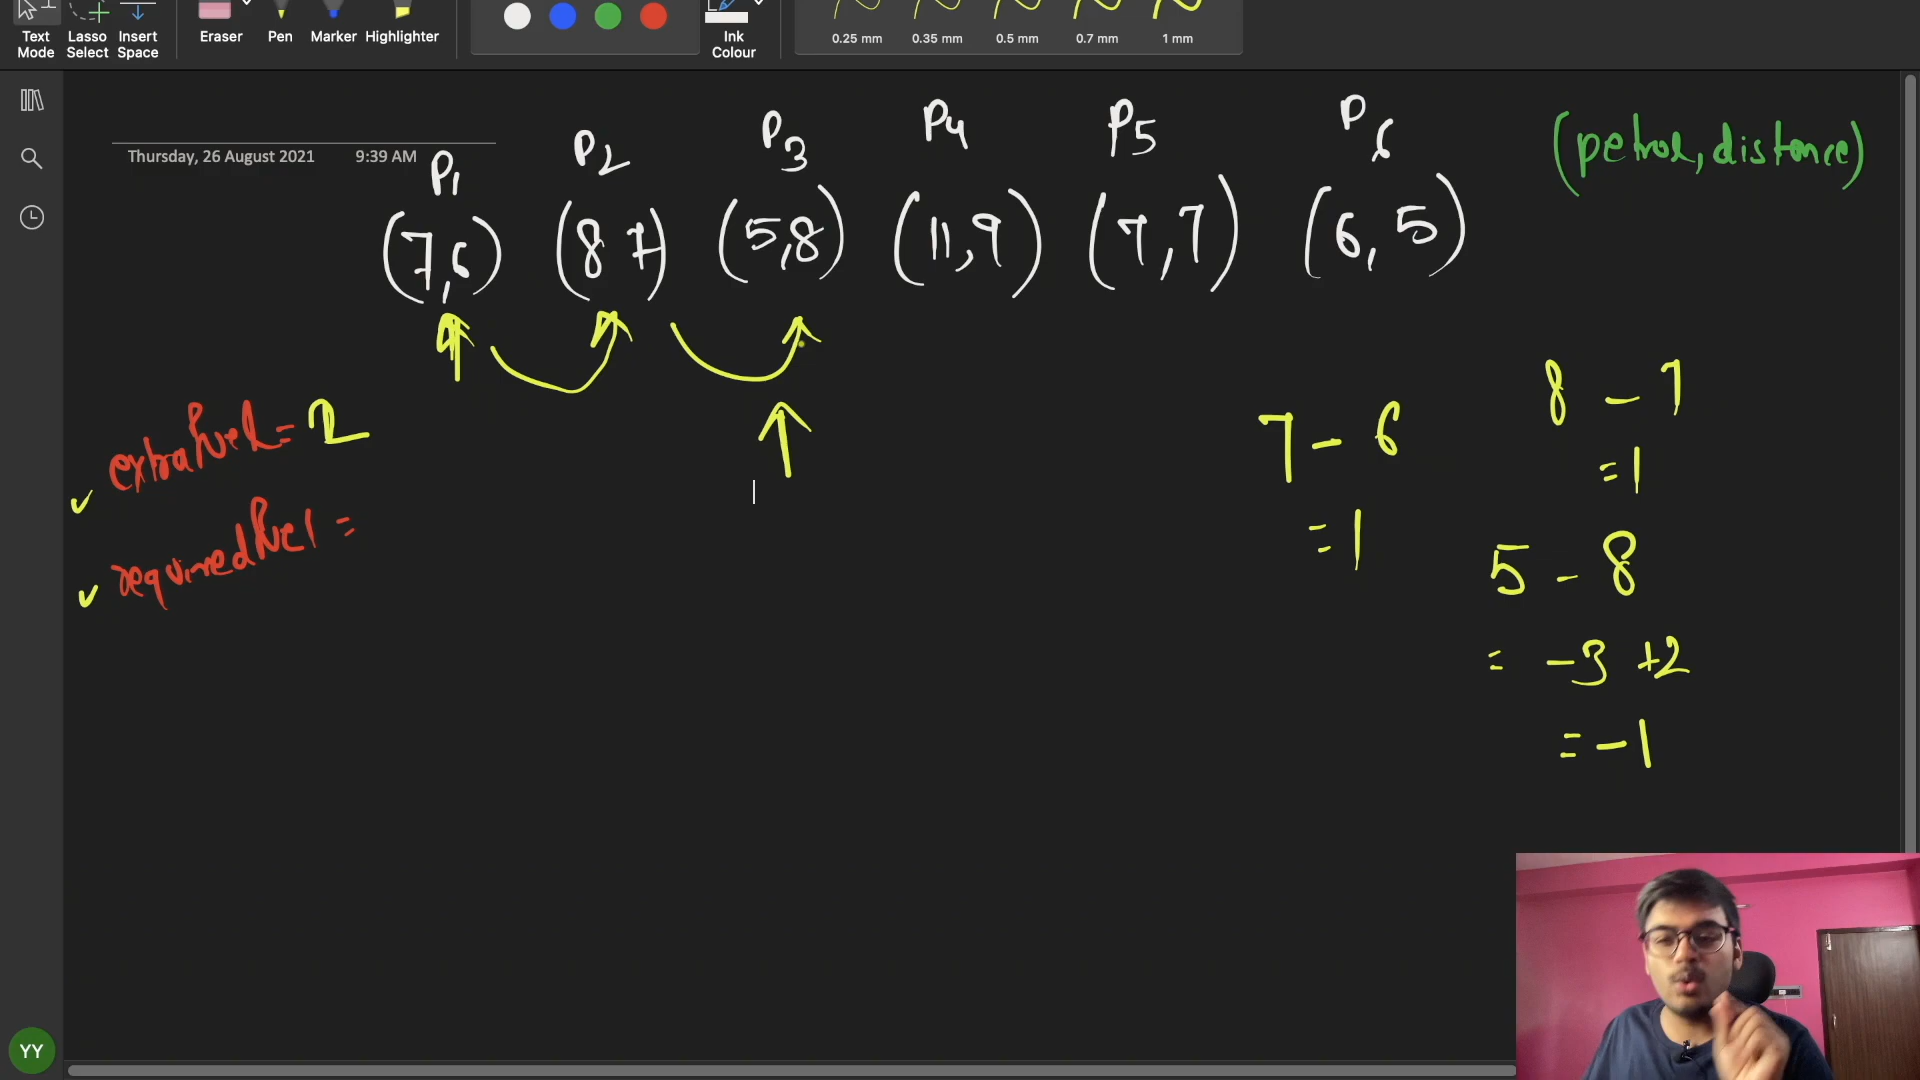 Text Mode
Lasso Select
Insert Space
Eraser
Pen
Marker
Highlighter
Ink Colour
0.25 mm
0.35 mm
0.5 mm
0.7 mm
1 mm
Thursday, 26 August 2021 9:39 AM
P1 P2 P3 P4 P5 P6
(petrol, distance)
(7,6) (8 7) (5,8) (11,9) (7,7) (6,5)
extrafuel = 2
requiredfuel =
7 - 6
= 1
8 - 7
= 1
5 - 8
= -3 +2
= -1
YY